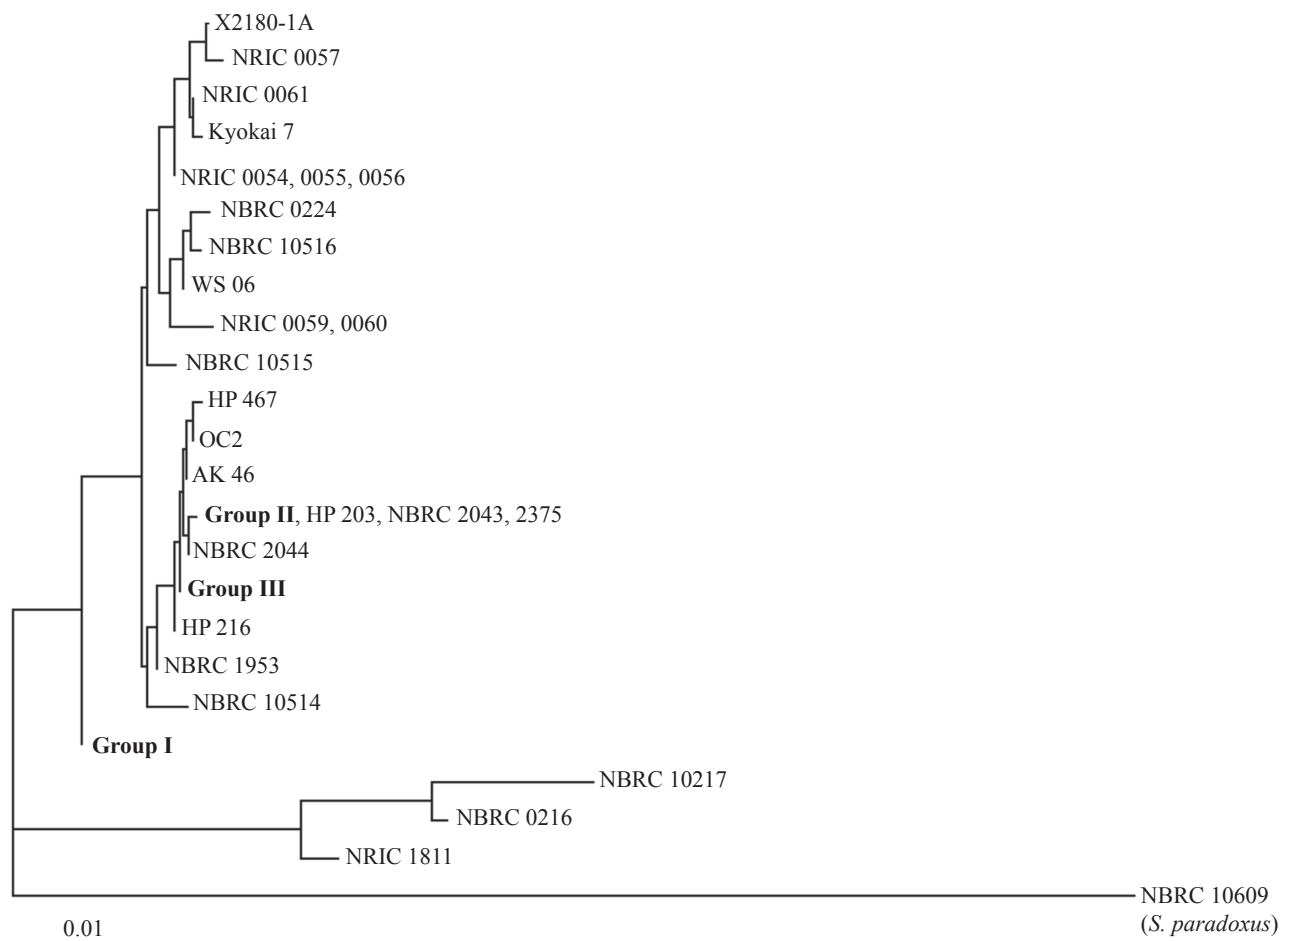 X2180-1A
NRIC 0057
NRIC 0061
Kyokai 7
NRIC 0054, 0055, 0056
NBRC 0224
NBRC 10516
WS 06
NRIC 0059, 0060
NBRC 10515
HP 467
OC2
AK 46
Group II, HP 203, NBRC 2043, 2375
NBRC 2044
Group III
HP 216
NBRC 1953
NBRC 10514
Group I
NBRC 10217
NBRC 0216
NRIC 1811
NBRC 10609
(S. paradoxus)
0.01